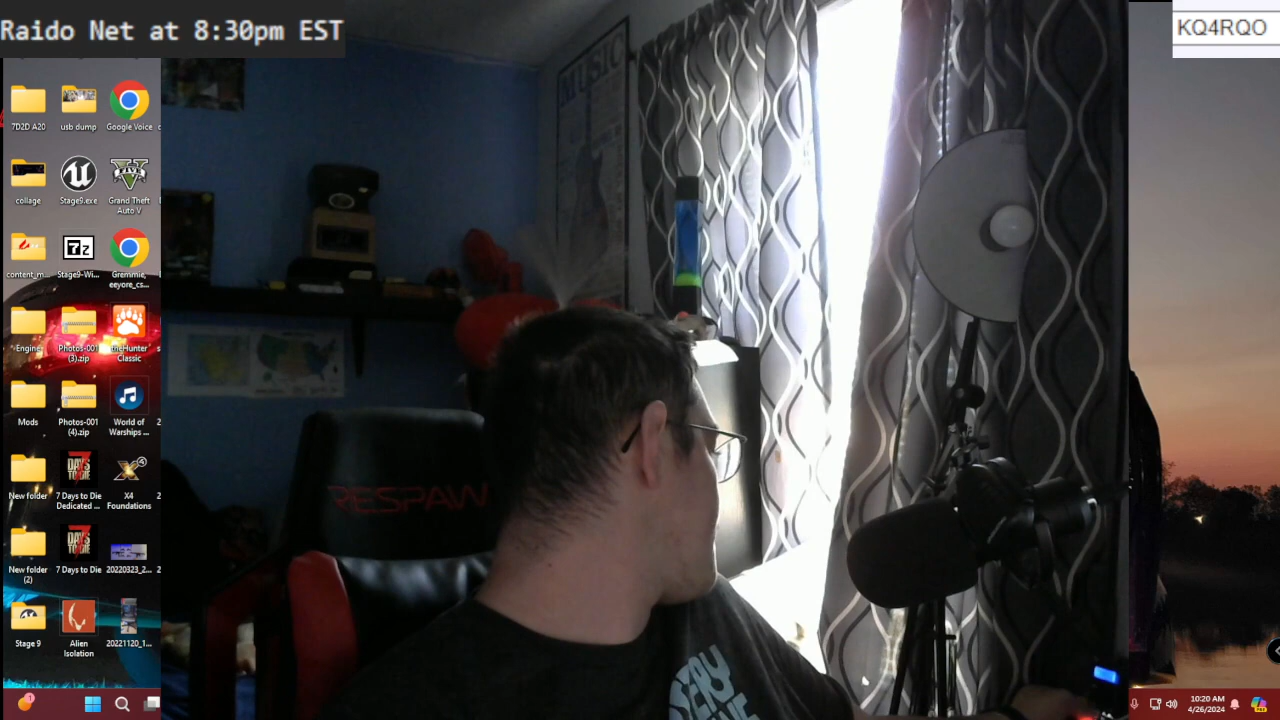 Raido Net at 8:30pm EST
KQ4RQO
7D2D A20
usb dump
Google Voice
collage
Stage9.exe
Grand Theft
Auto V
content_m...
Stage9-Wi...
Gremmie,
eeyore_cs...
Engine
Photos-001
(3).zip
theHunter
Classic
Mods
Photos-001
(4).zip
World of
Warships ...
New folder
7 Days to Die
Dedicated ...
X4
Foundations
New folder
(2)
7 Days to Die
20220323_2...
Stage 9
Alien
Isolation
20221120_1...
MUSIC
RESPAW
10:20 AM
4/26/2024